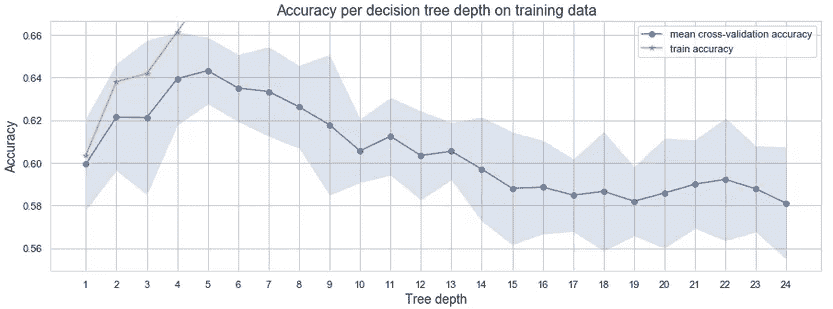 Accuracy per decision tree depth on training data
mean cross-validation accuracy
train accuracy
Accuracy
0.66
0.64
0.62
0.60
0.58
0.56
1 2 3 4 5 6 7 8 9 10 11 12 13 14 15 16 17 18 19 20 21 22 23 24
Tree depth